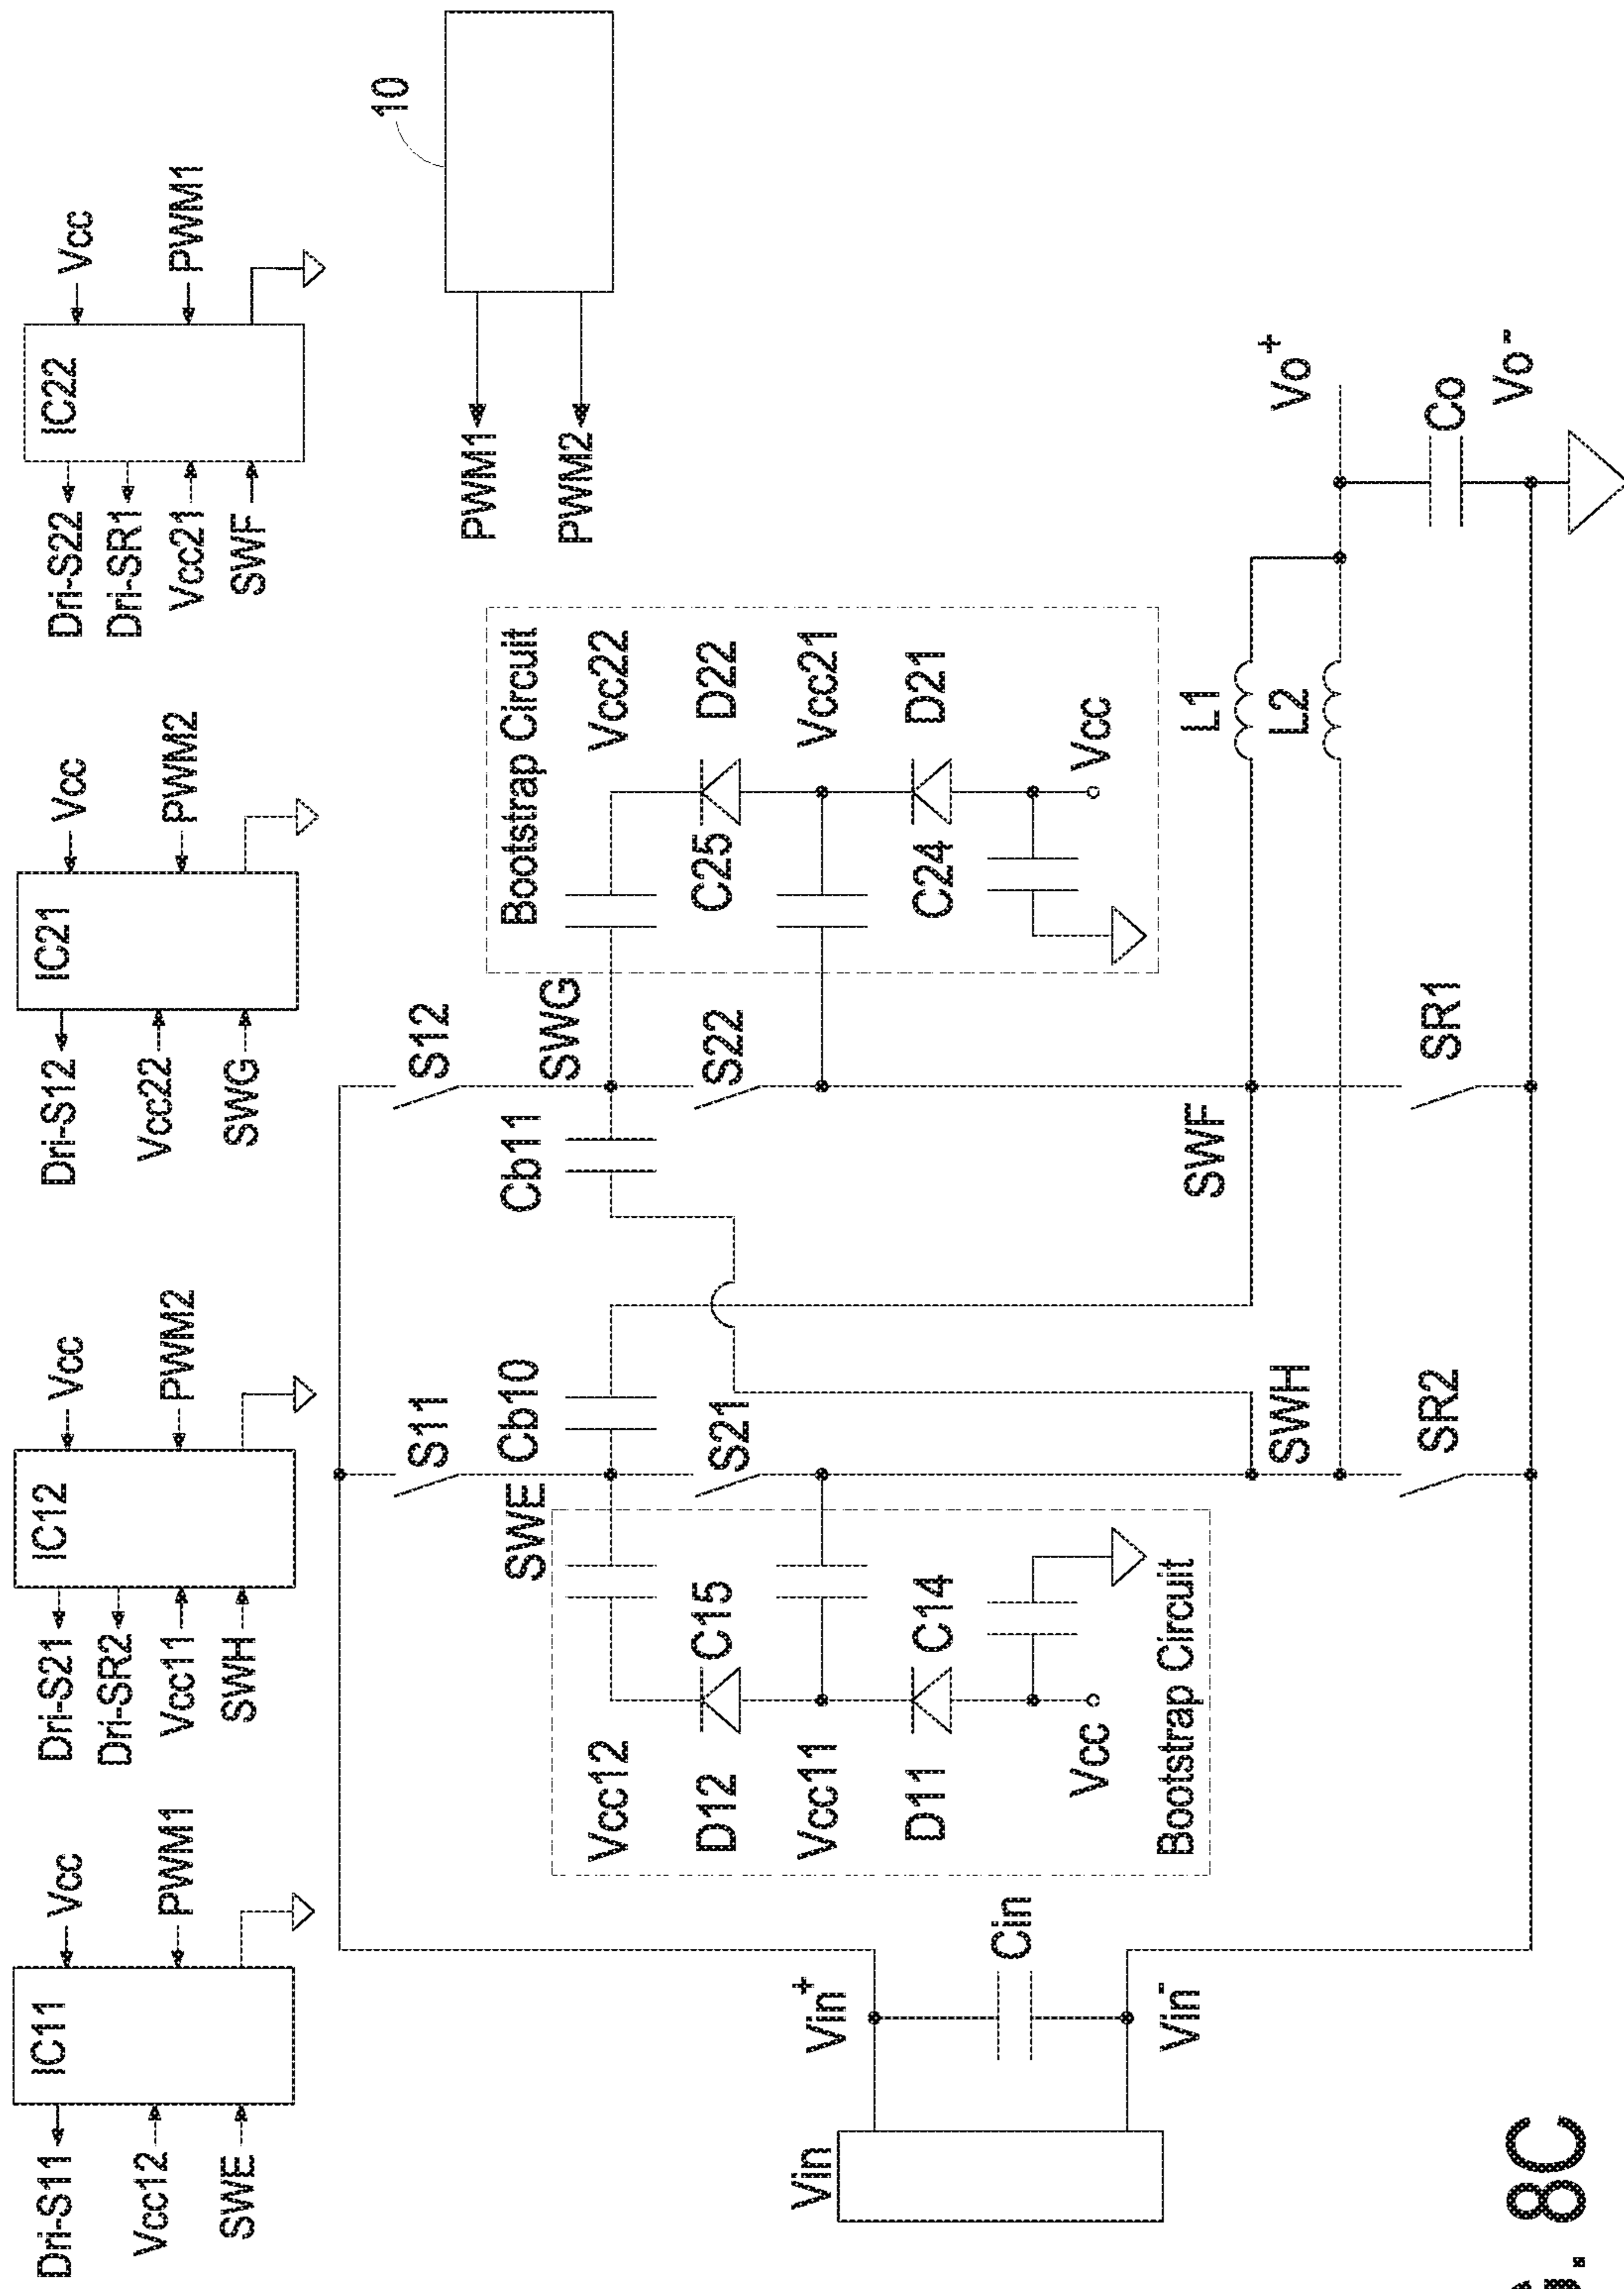 IC11
Dri-S11
Vcc12
SWE
Vcc
PWM1
IC12
Dri-S21
Dri-SR2
Vcc11
SWH
Vcc
PWM2
IC21
Dri-S12
Vcc22
SWG
Vcc
PWM2
IC22
Dri-S22
Dri-SR1
Vcc21
SWF
Vcc
PWM1
10
PWM1
PWM2
Vin
Vin+
Cin
Vin-
Vcc12
D12
C15
Vcc11
D11
C14
Vcc
Bootstrap Circuit
SWE
S11
Cb10
S21
SWH
SR2
Cb11
S12
SWG
S22
SWF
SR1
Bootstrap Circuit
Vcc22
C25
D22
Vcc21
C24
D21
Vcc
L1
L2
Vo+
Co
Vo-
8C